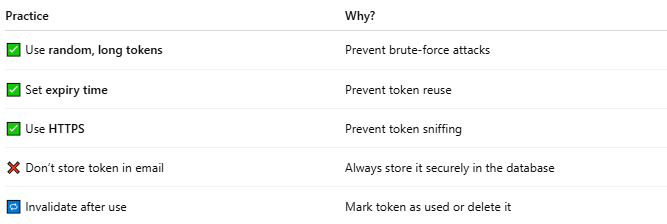 Practice Why?
✅ Use random, long tokens Prevent brute-force attacks
✅ Set expiry time Prevent token reuse
✅ Use HTTPS Prevent token sniffing
❌ Don't store token in email Always store it securely in the database
🔁 Invalidate after use Mark token as used or delete it